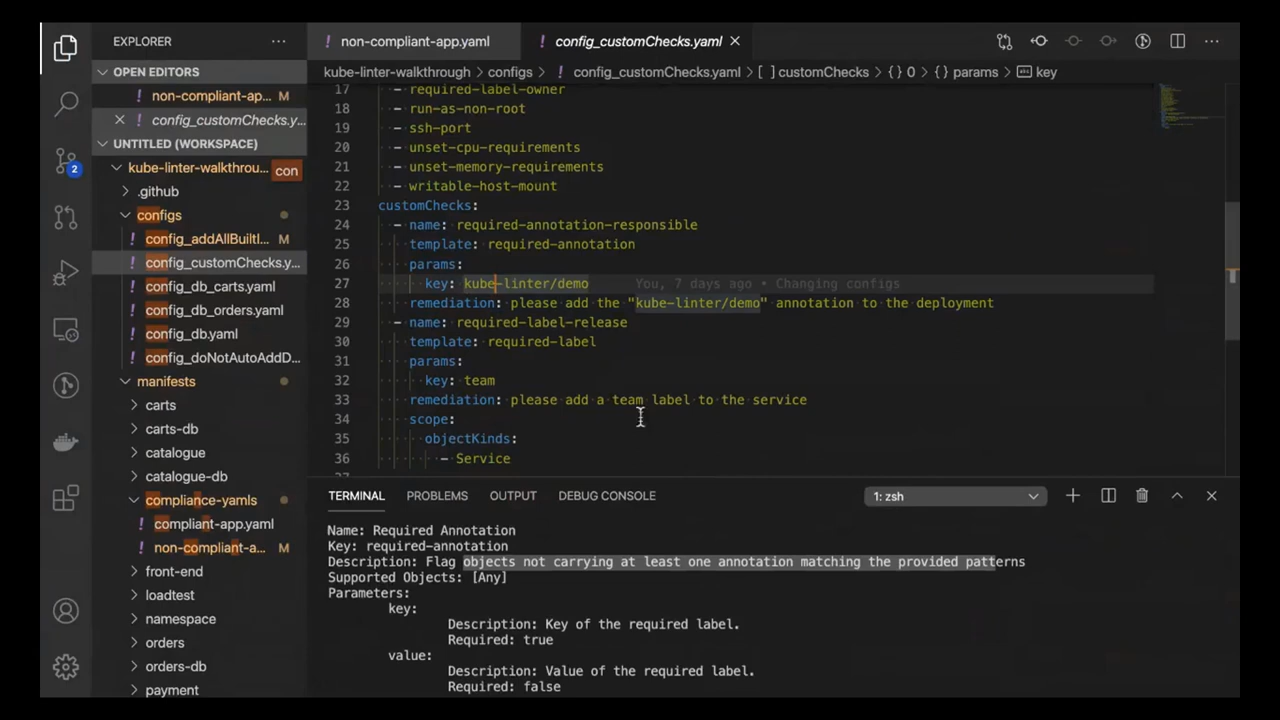 EXPLORER
OPEN EDITORS
non-compliant-ap... M
config_customChecks.y...
UNTITLED (WORKSPACE)
kube-linter-walkthrou...
con
.github
configs
config_addAllBuiltI... M
config_customChecks.y...
config_db_carts.yaml
config_db_orders.yaml
config_db.yaml
config_doNotAutoAddD...
manifests
carts
carts-db
catalogue
catalogue-db
compliance-yamls
compliant-app.yaml
non-compliant-a... M
front-end
loadtest
namespace
orders
orders-db
payment
2
non-compliant-app.yaml
config_customChecks.yaml
kube-linter-walkthrough > configs > ! config_customChecks.yaml > [ ] customChecks > { } 0 > { } params > abc key
17 - required-label-owner
18 - run-as-non-root
19 - ssh-port
20 - unset-cpu-requirements
21 - unset-memory-requirements
22 - writable-host-mount
23 customChecks:
24 - name: required-annotation-responsible
25 template: required-annotation
26 params:
27 key: kube-linter/demo You, 7 days ago • Changing configs
28 remediation: please add the "kube-linter/demo" annotation to the deployment
29 - name: required-label-release
30 template: required-label
31 params:
32 key: team
33 remediation: please add a team label to the service
34 scope:
35 objectKinds:
36 - Service
TERMINAL PROBLEMS OUTPUT DEBUG CONSOLE 1: zsh
Name: Required Annotation
Key: required-annotation
Description: Flag objects not carrying at least one annotation matching the provided patterns
Supported Objects: [Any]
Parameters:
key:
Description: Key of the required label.
Required: true
value:
Description: Value of the required label.
Required: false